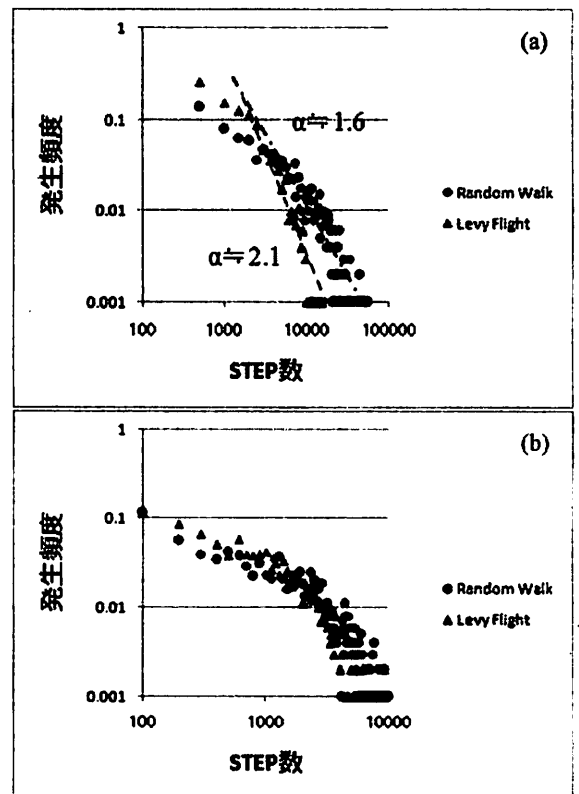 (a)
1
0.1
0.01
0.001
発生頻度
α≒1.6
α≒2.1
Random Walk
Levy Flight
100
1000
10000
100000
STEP数
(b)
1
0.1
0.01
0.001
発生頻度
Random Walk
Levy Flight
100
1000
10000
STEP数